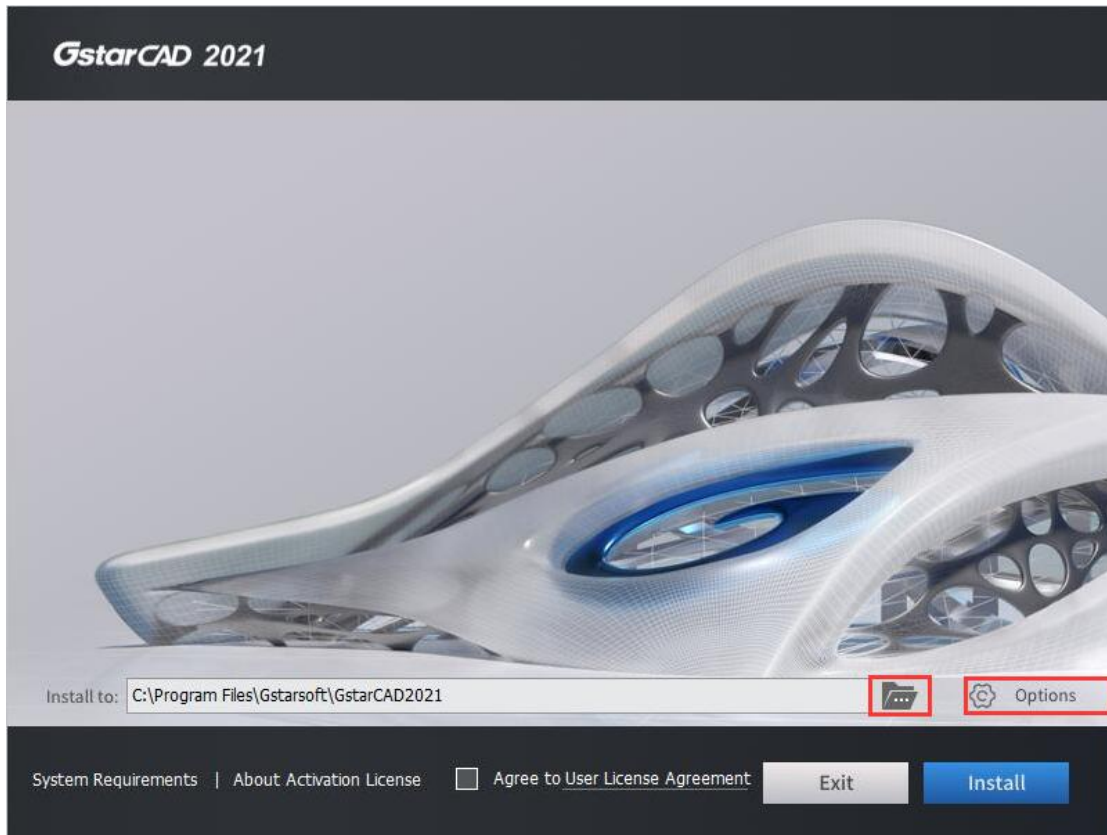 GstarCAD 2021
Install to: C:\Program Files\Gstarsoft\GstarCAD2021 Options
System Requirements | About Activation License Agree to User License Agreement Exit Install